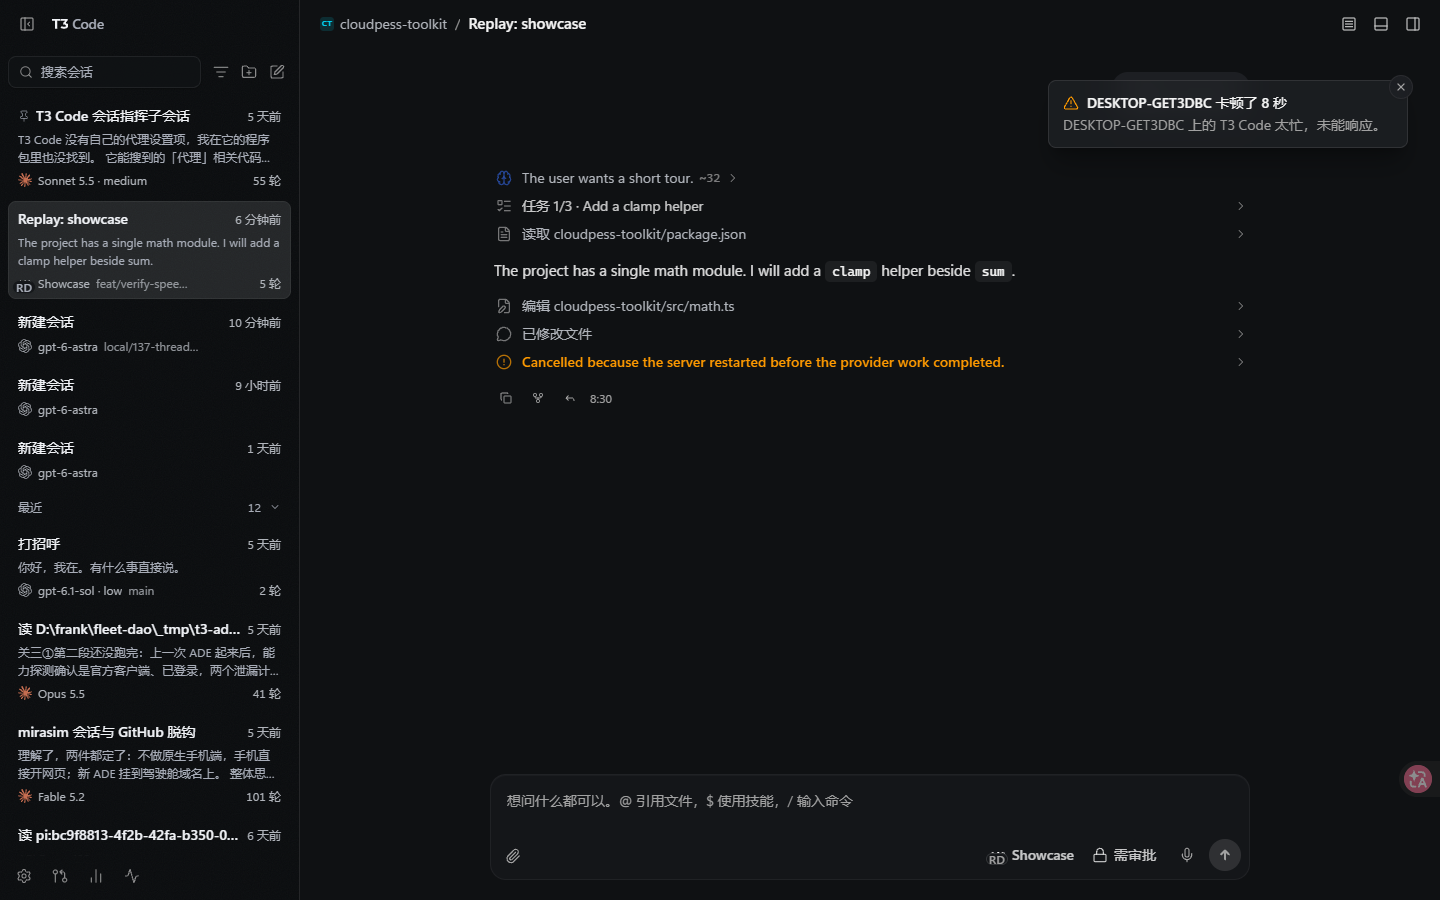 T3 Code
搜索会话
T3 Code 会话指挥子会话 5 天前
T3 Code 没有自己的代理设置项，我在它的程序
包里也没找到。 它能搜到的「代理」相关代码...
Sonnet 5.5 · medium 55 轮
Replay: showcase 6 分钟前
The project has a single math module. I will add a
clamp helper beside sum.
RD Showcase feat/verify-spee... 5 轮
新建会话 10 分钟前
gpt-6-astra local/137-thread...
新建会话 9 小时前
gpt-6-astra
新建会话 1 天前
gpt-6-astra
最近 12
打招呼 5 天前
你好，我在。有什么事直接说。
gpt-6.1-sol · low main 2 轮
读 D:\frank\fleet-dao\_tmp\t3-ad... 5 天前
关三①第二段还没跑完：上一次 ADE 起来后，能
力探测确认是官方客户端、已登录，两个泄漏计...
Opus 5.5 41 轮
mirasim 会话与 GitHub 脱钩 5 天前
理解了，两件都定了：不做原生手机端，手机直
接开网页；新 ADE 挂到驾驶舱域名上。 整体思...
Fable 5.2 101 轮
读 pi:bc9f8813-4f2b-42fa-b350-0... 6 天前
CT cloudpess-toolkit / Replay: showcase
DESKTOP-GET3DBC 卡顿了 8 秒
DESKTOP-GET3DBC 上的 T3 Code 太忙，未能响应。
The user wants a short tour. ~32
任务 1/3 · Add a clamp helper
读取 cloudpess-toolkit/package.json
The project has a single math module. I will add a clamp helper beside sum.
编辑 cloudpess-toolkit/src/math.ts
已修改文件
Cancelled because the server restarted before the provider work completed.
8:30
想问什么都可以。@ 引用文件，$ 使用技能，/ 输入命令
RD Showcase 需审批